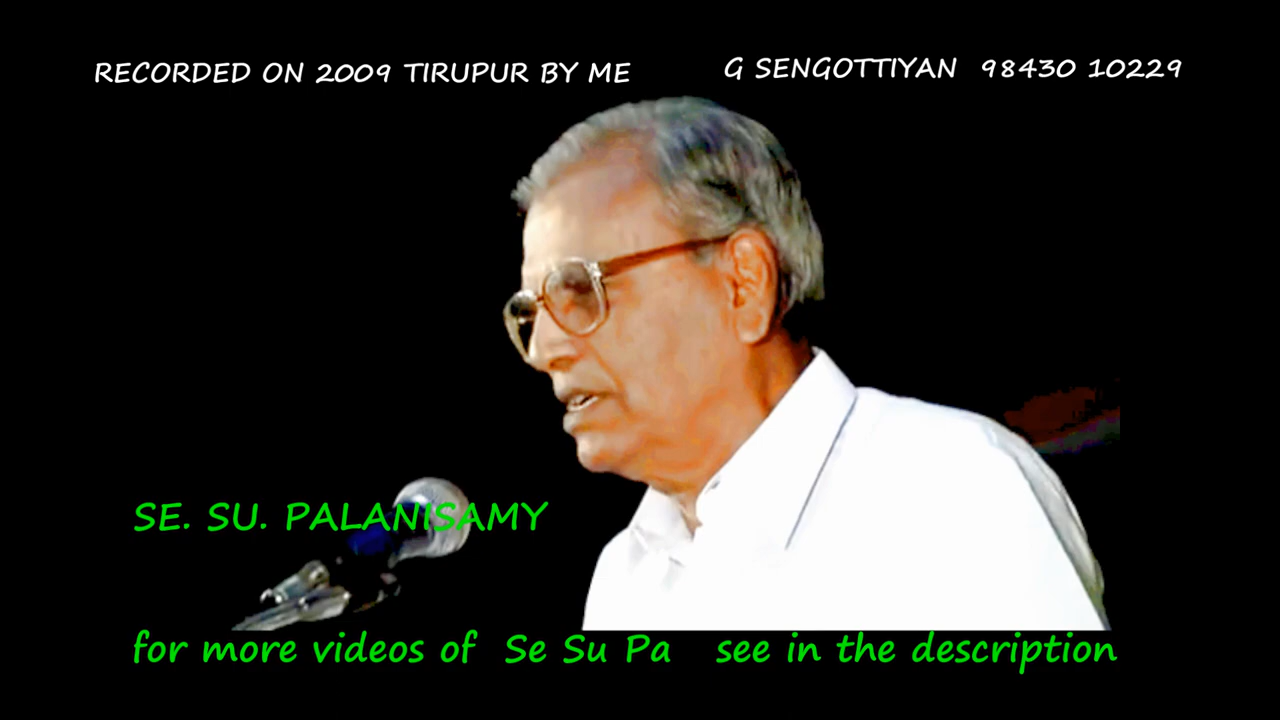 RECORDED ON 2009 TIRUPUR BY ME
G SENGOTTIYAN 98430 10229
SE. SU. PALANISAMY
for more videos of Se Su Pa see in the description